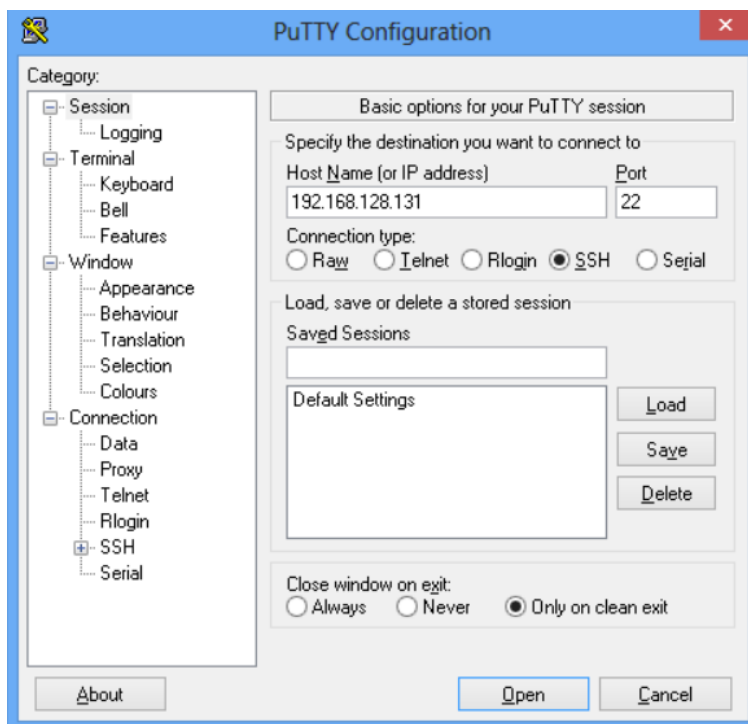 PuTTY Configuration
Category:
Session
Logging
Terminal
Keyboard
Bell
Features
Window
Appearance
Behaviour
Translation
Selection
Colours
Connection
Data
Proxy
Telnet
Rlogin
SSH
Serial
Basic options for your PuTTY session
Specify the destination you want to connect to
Host Name (or IP address) Port
192.168.128.131 22
Connection type:
Raw Telnet Rlogin SSH Serial
Load, save or delete a stored session
Saved Sessions
Default Settings
Load
Save
Delete
Close window on exit:
Always Never Only on clean exit
About Open Cancel